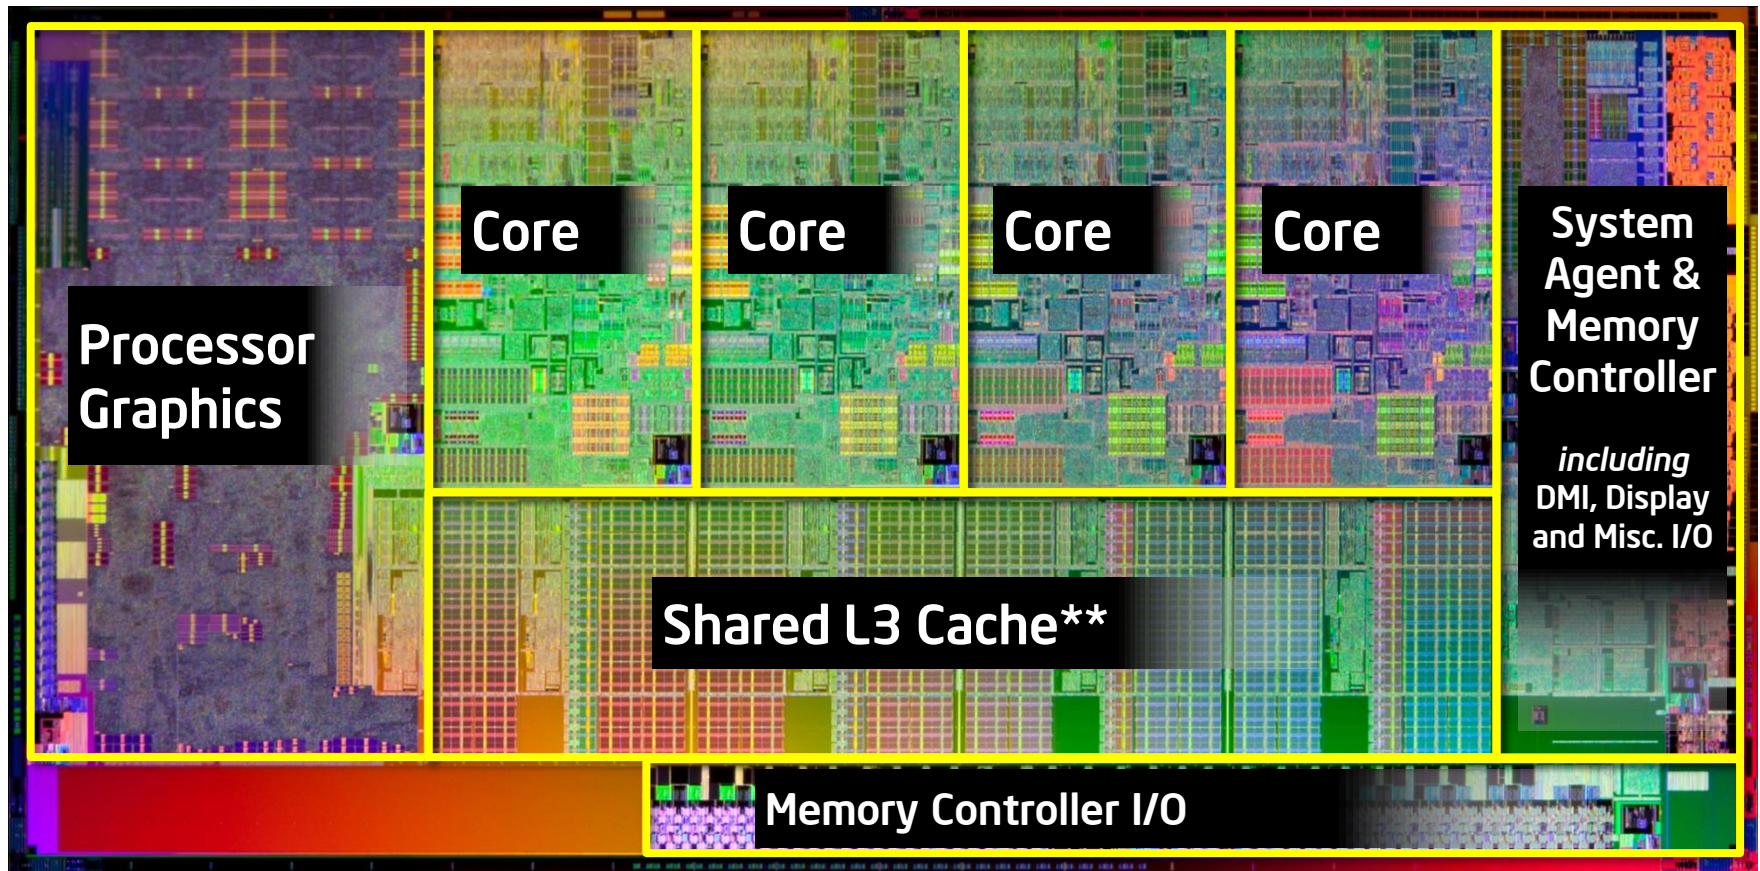 Processor
Graphics
Core
Core
Core
Core
System
Agent &
Memory
Controller
including
DMI, Display
and Misc. I/O
Shared L3 Cache**
Memory Controller I/O